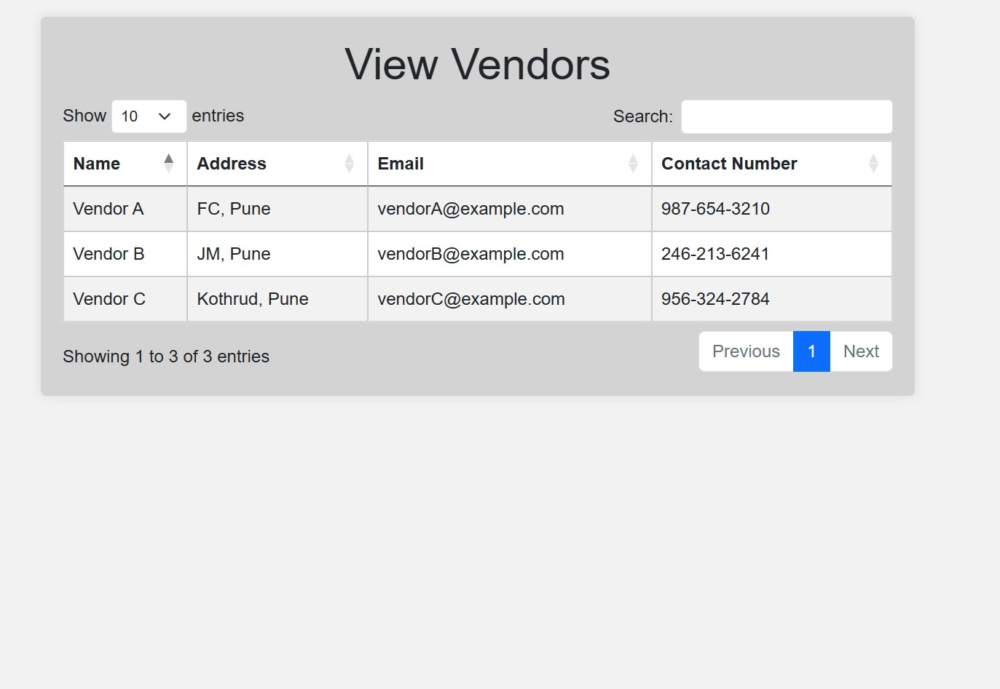 View Vendors
Show 10 entries Search:
Name Address Email Contact Number
Vendor A FC, Pune vendorA@example.com 987-654-3210
Vendor B JM, Pune vendorB@example.com 246-213-6241
Vendor C Kothrud, Pune vendorC@example.com 956-324-2784
Showing 1 to 3 of 3 entries Previous 1 Next